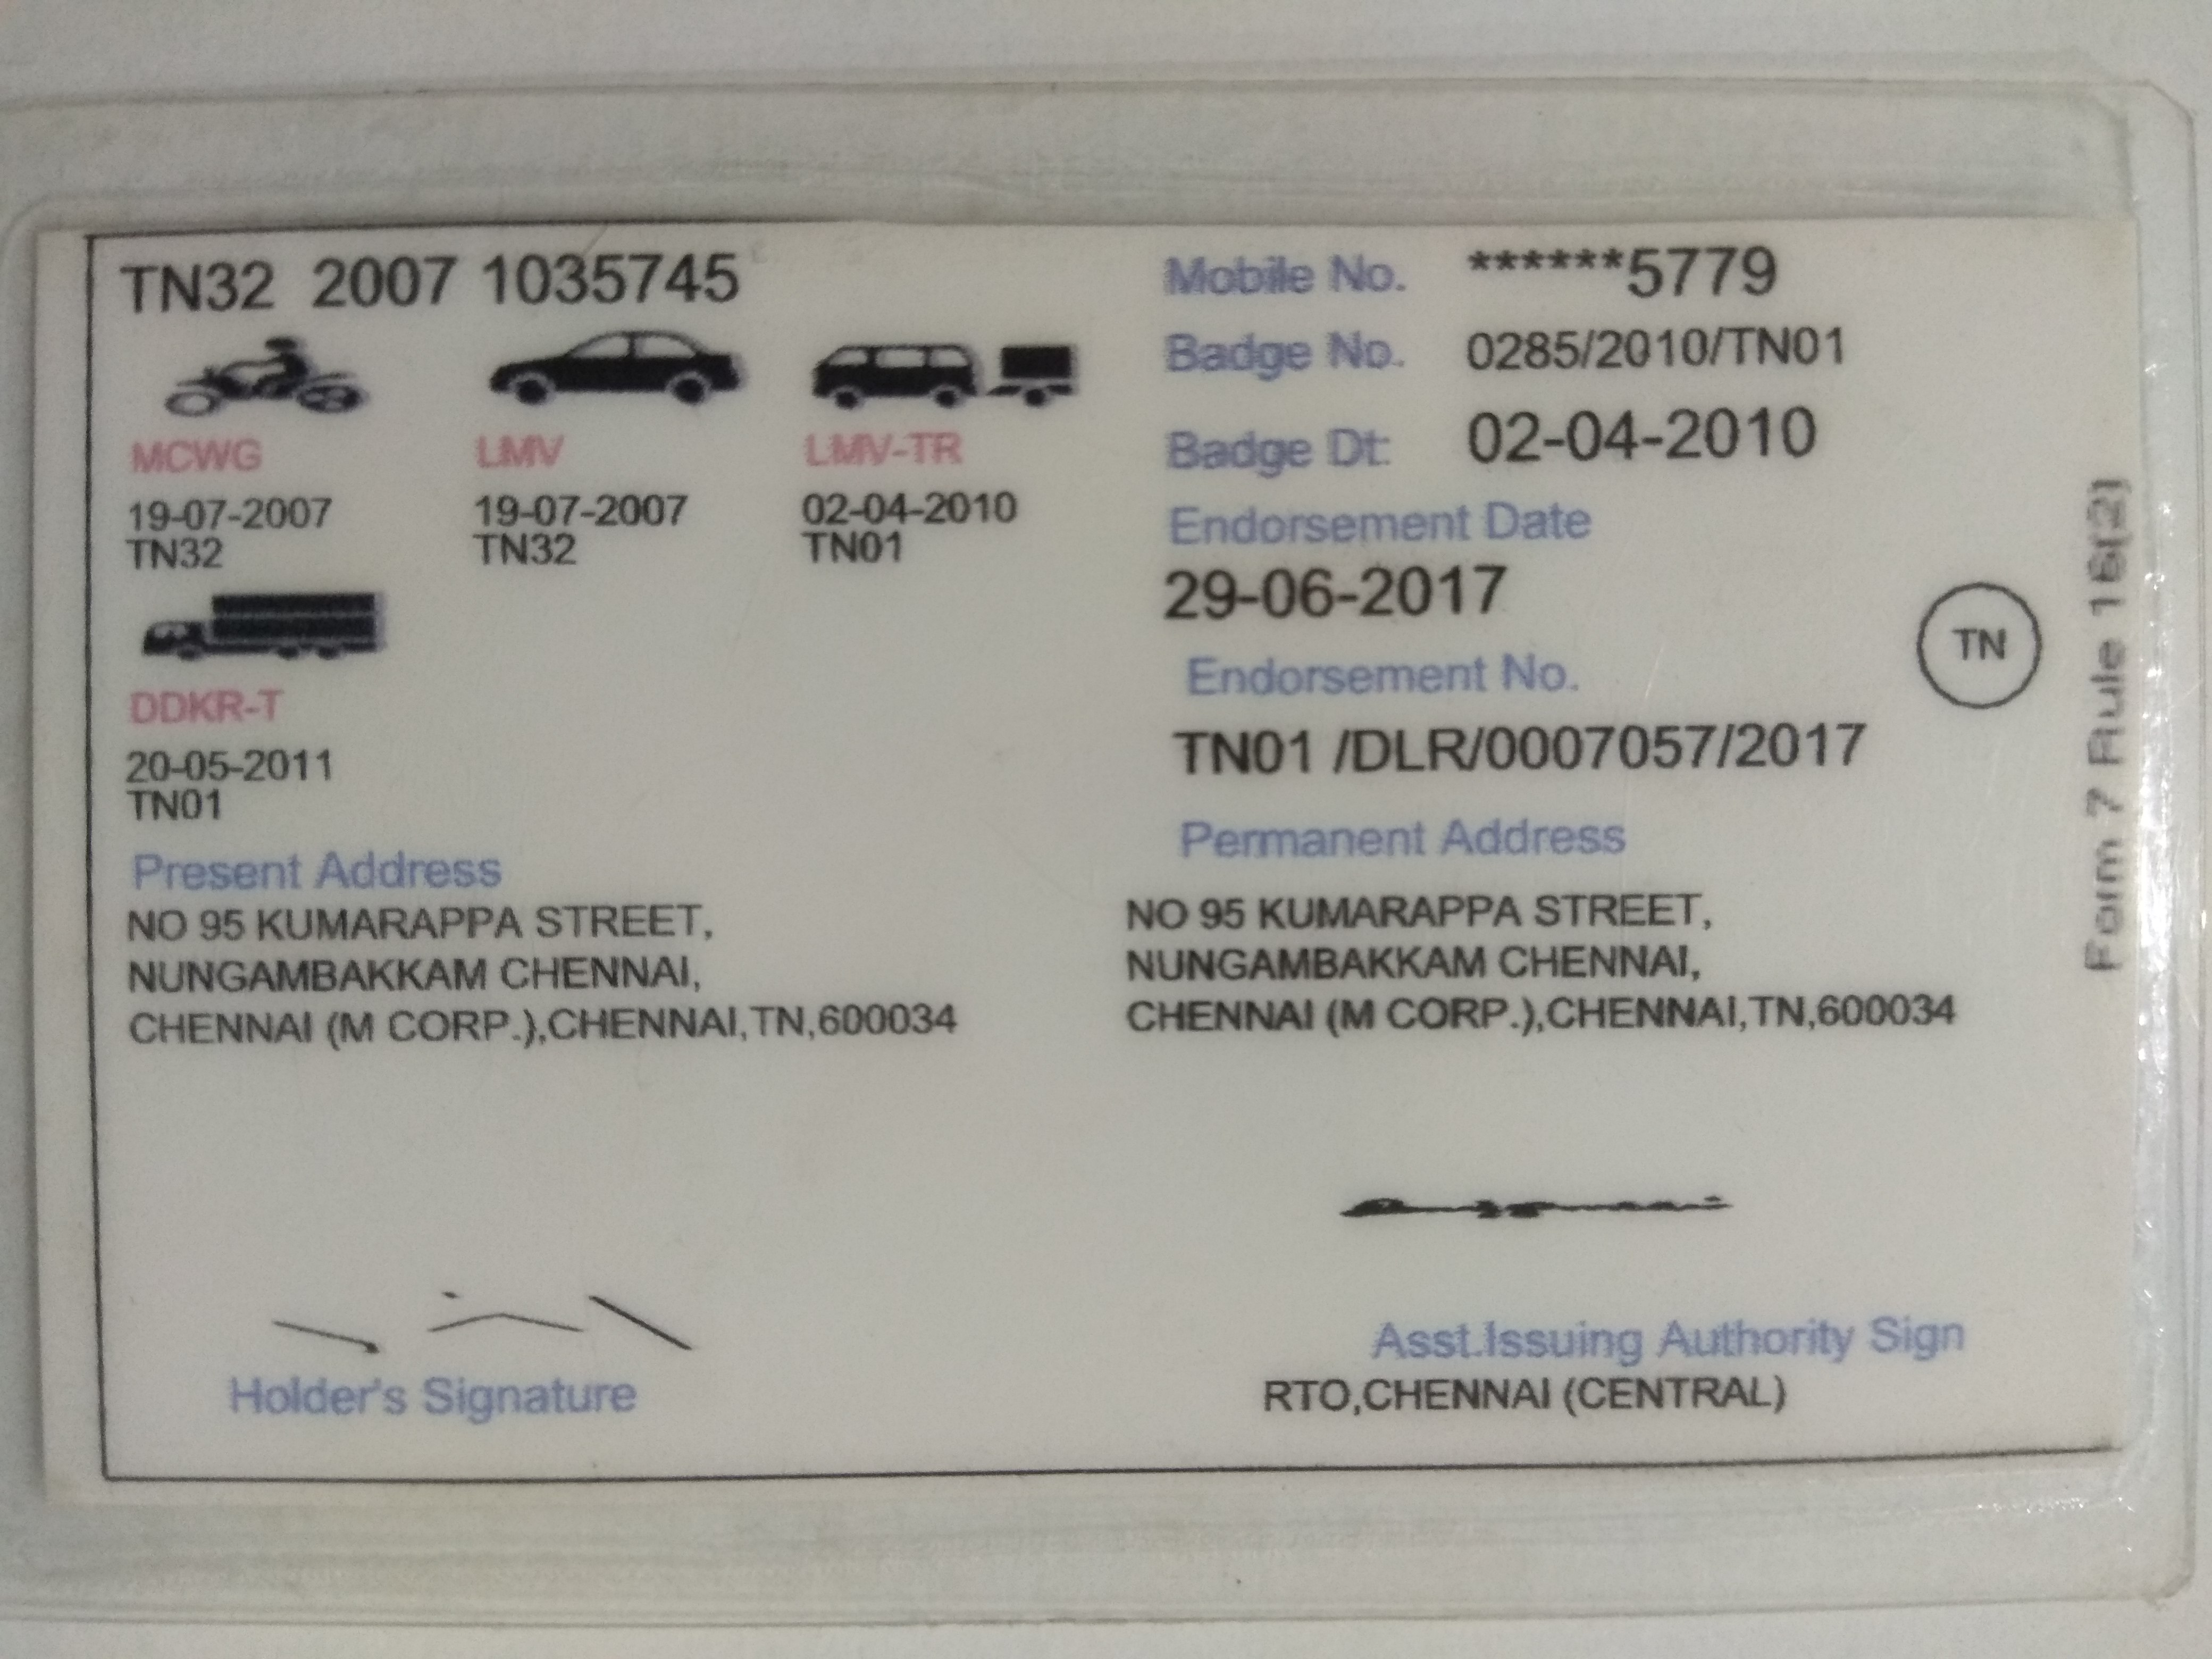 TN32 2007 1035745
MCWG LMV LMV-TR
19-07-2007 19-07-2007 02-04-2010
TN32 TN32 TN01
DDKR-T
20-05-2011
TN01
Present Address
NO 95 KUMARAPPA STREET,
NUNGAMBAKKAM CHENNAI,
CHENNAI (M CORP.),CHENNAI,TN,600034
Holder's Signature
Mobile No. ******5779
Badge No. 0285/2010/TN01
Badge Dt: 02-04-2010
Endorsement Date
29-06-2017
Endorsement No.
TN01 /DLR/0007057/2017
TN
Permanent Address
NO 95 KUMARAPPA STREET,
NUNGAMBAKKAM CHENNAI,
CHENNAI (M CORP.),CHENNAI,TN,600034
Asst.Issuing Authority Sign
RTO,CHENNAI (CENTRAL)
Form 7 Rule 16(2)